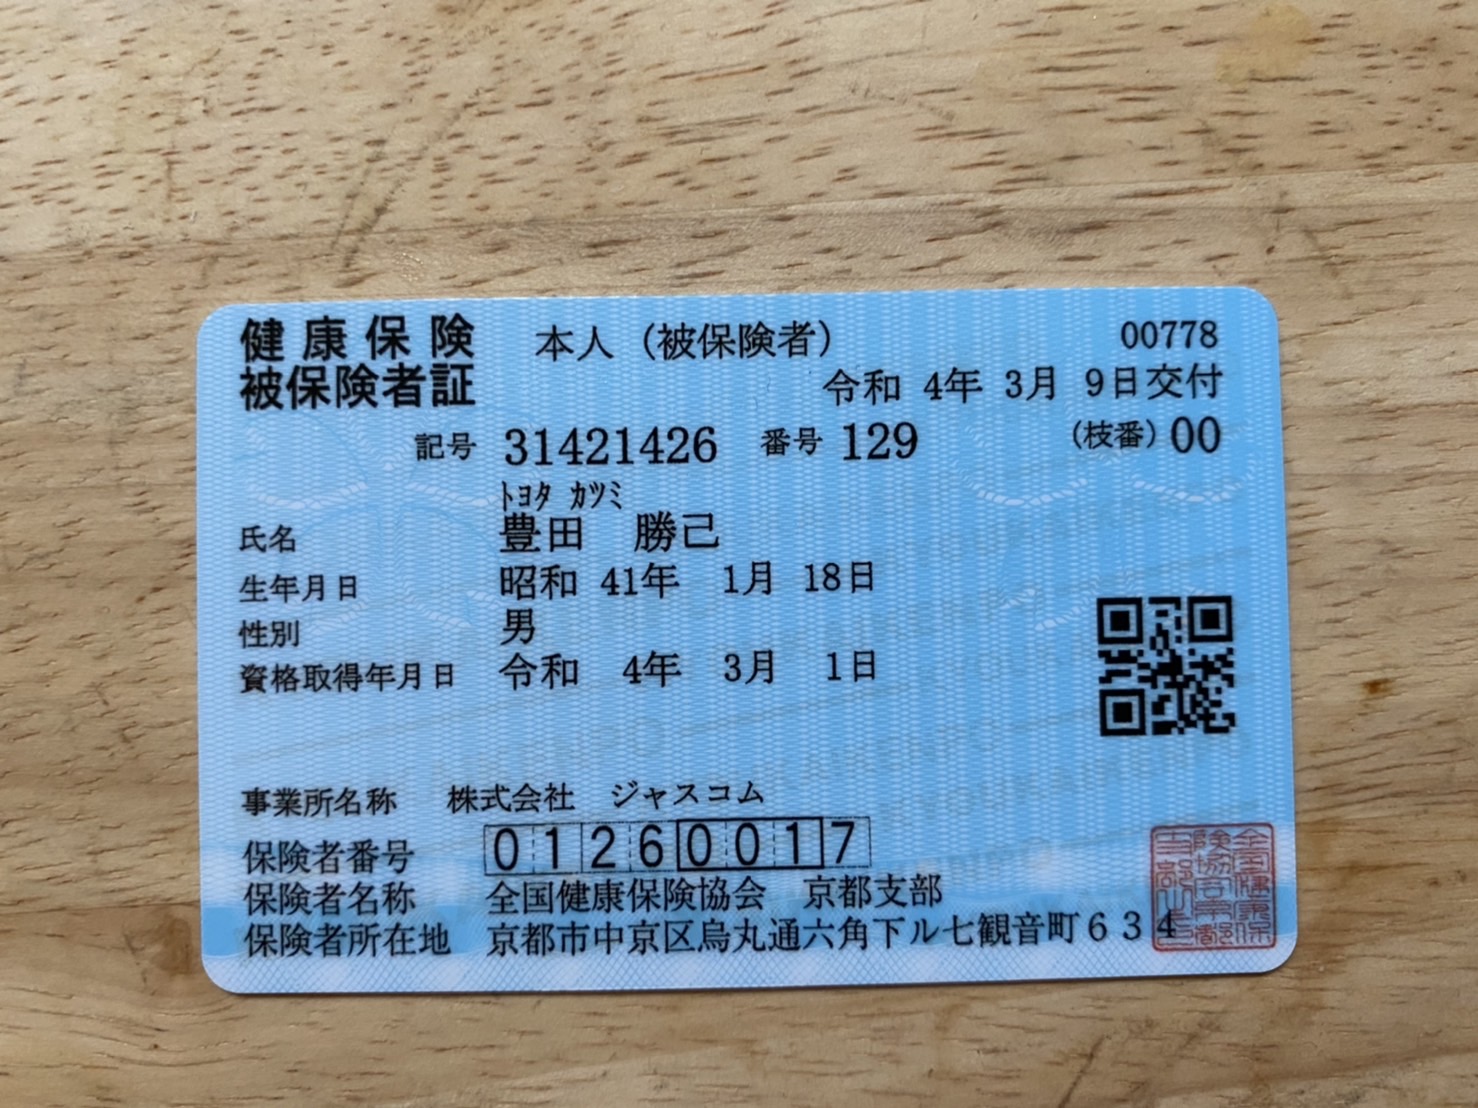 健康保険 本人（被保険者） 00778
被保険者証 令和 4年 3月 9日交付
記号 31421426 番号 129 （枝番）00
ﾄﾖﾀ ｶﾂﾐ
氏名 豊田 勝己
生年月日 昭和 41年 1月 18日
性別 男
資格取得年月日 令和 4年 3月 1日
事業所名称 株式会社 ジャスコム
保険者番号 01260017
保険者名称 全国健康保険協会 京都支部
保険者所在地 京都市中京区烏丸通六角下ル七観音町６３４